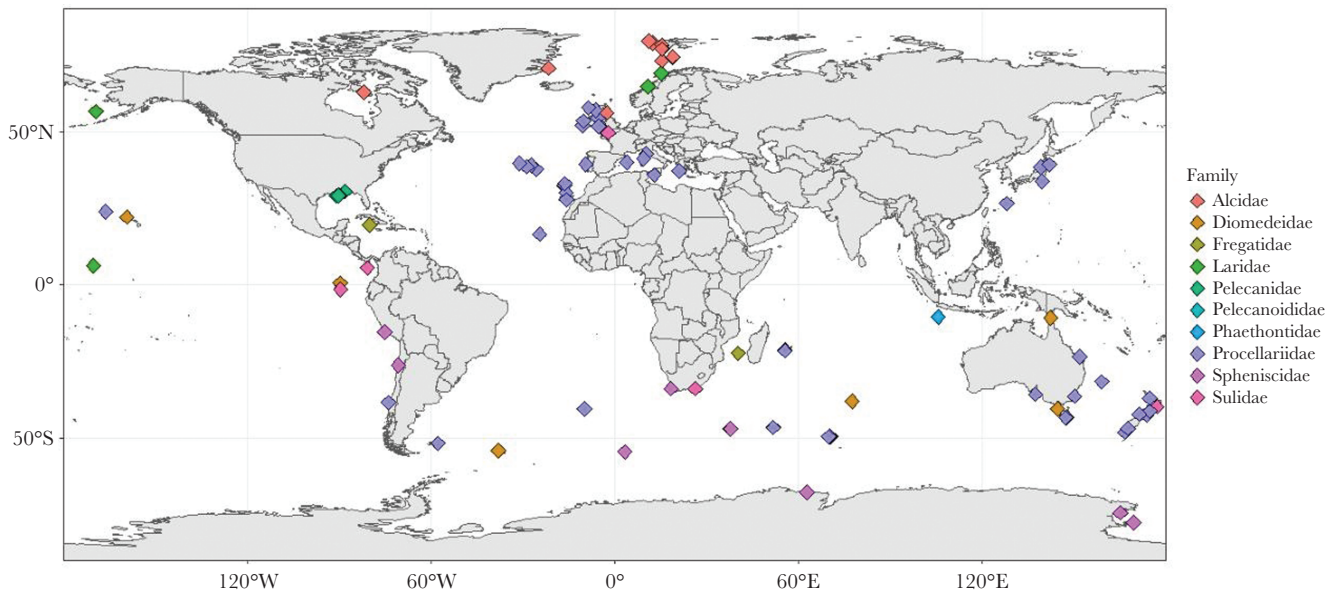 50°N
0°
50°S
120°W
60°W
0°
60°E
120°E
Family
Alcidae
Diomedeidae
Fregatidae
Laridae
Pelecanidae
Pelecanoididae
Phaethontidae
Procellariidae
Spheniscidae
Sulidae